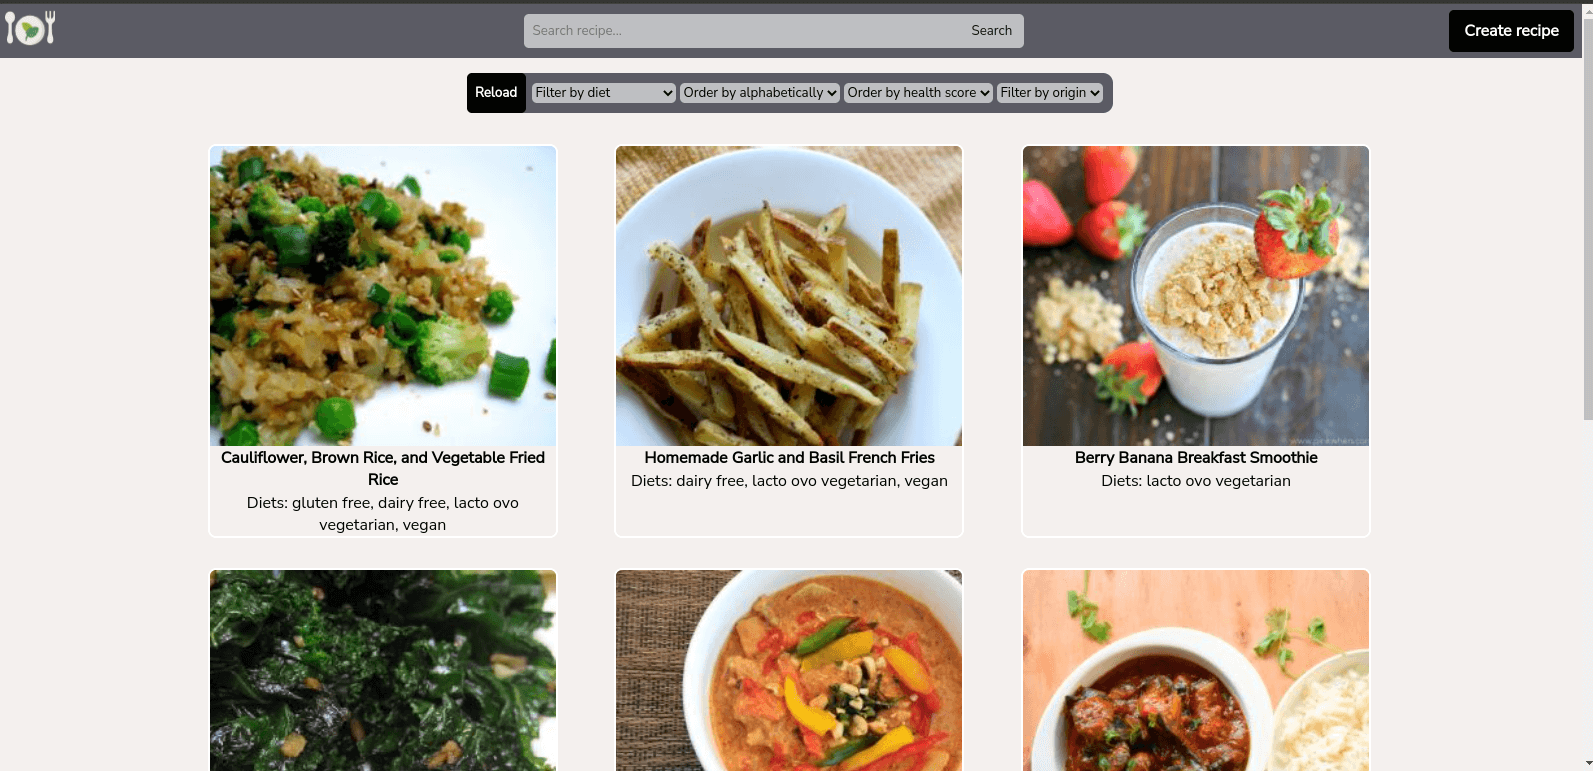 Search recipe...
Search
Create recipe
Reload
Filter by diet
Order by alphabetically
Order by health score
Filter by origin
Cauliflower, Brown Rice, and Vegetable Fried
Rice
Diets: gluten free, dairy free, lacto ovo
vegetarian, vegan
Homemade Garlic and Basil French Fries
Diets: dairy free, lacto ovo vegetarian, vegan
Berry Banana Breakfast Smoothie
Diets: lacto ovo vegetarian